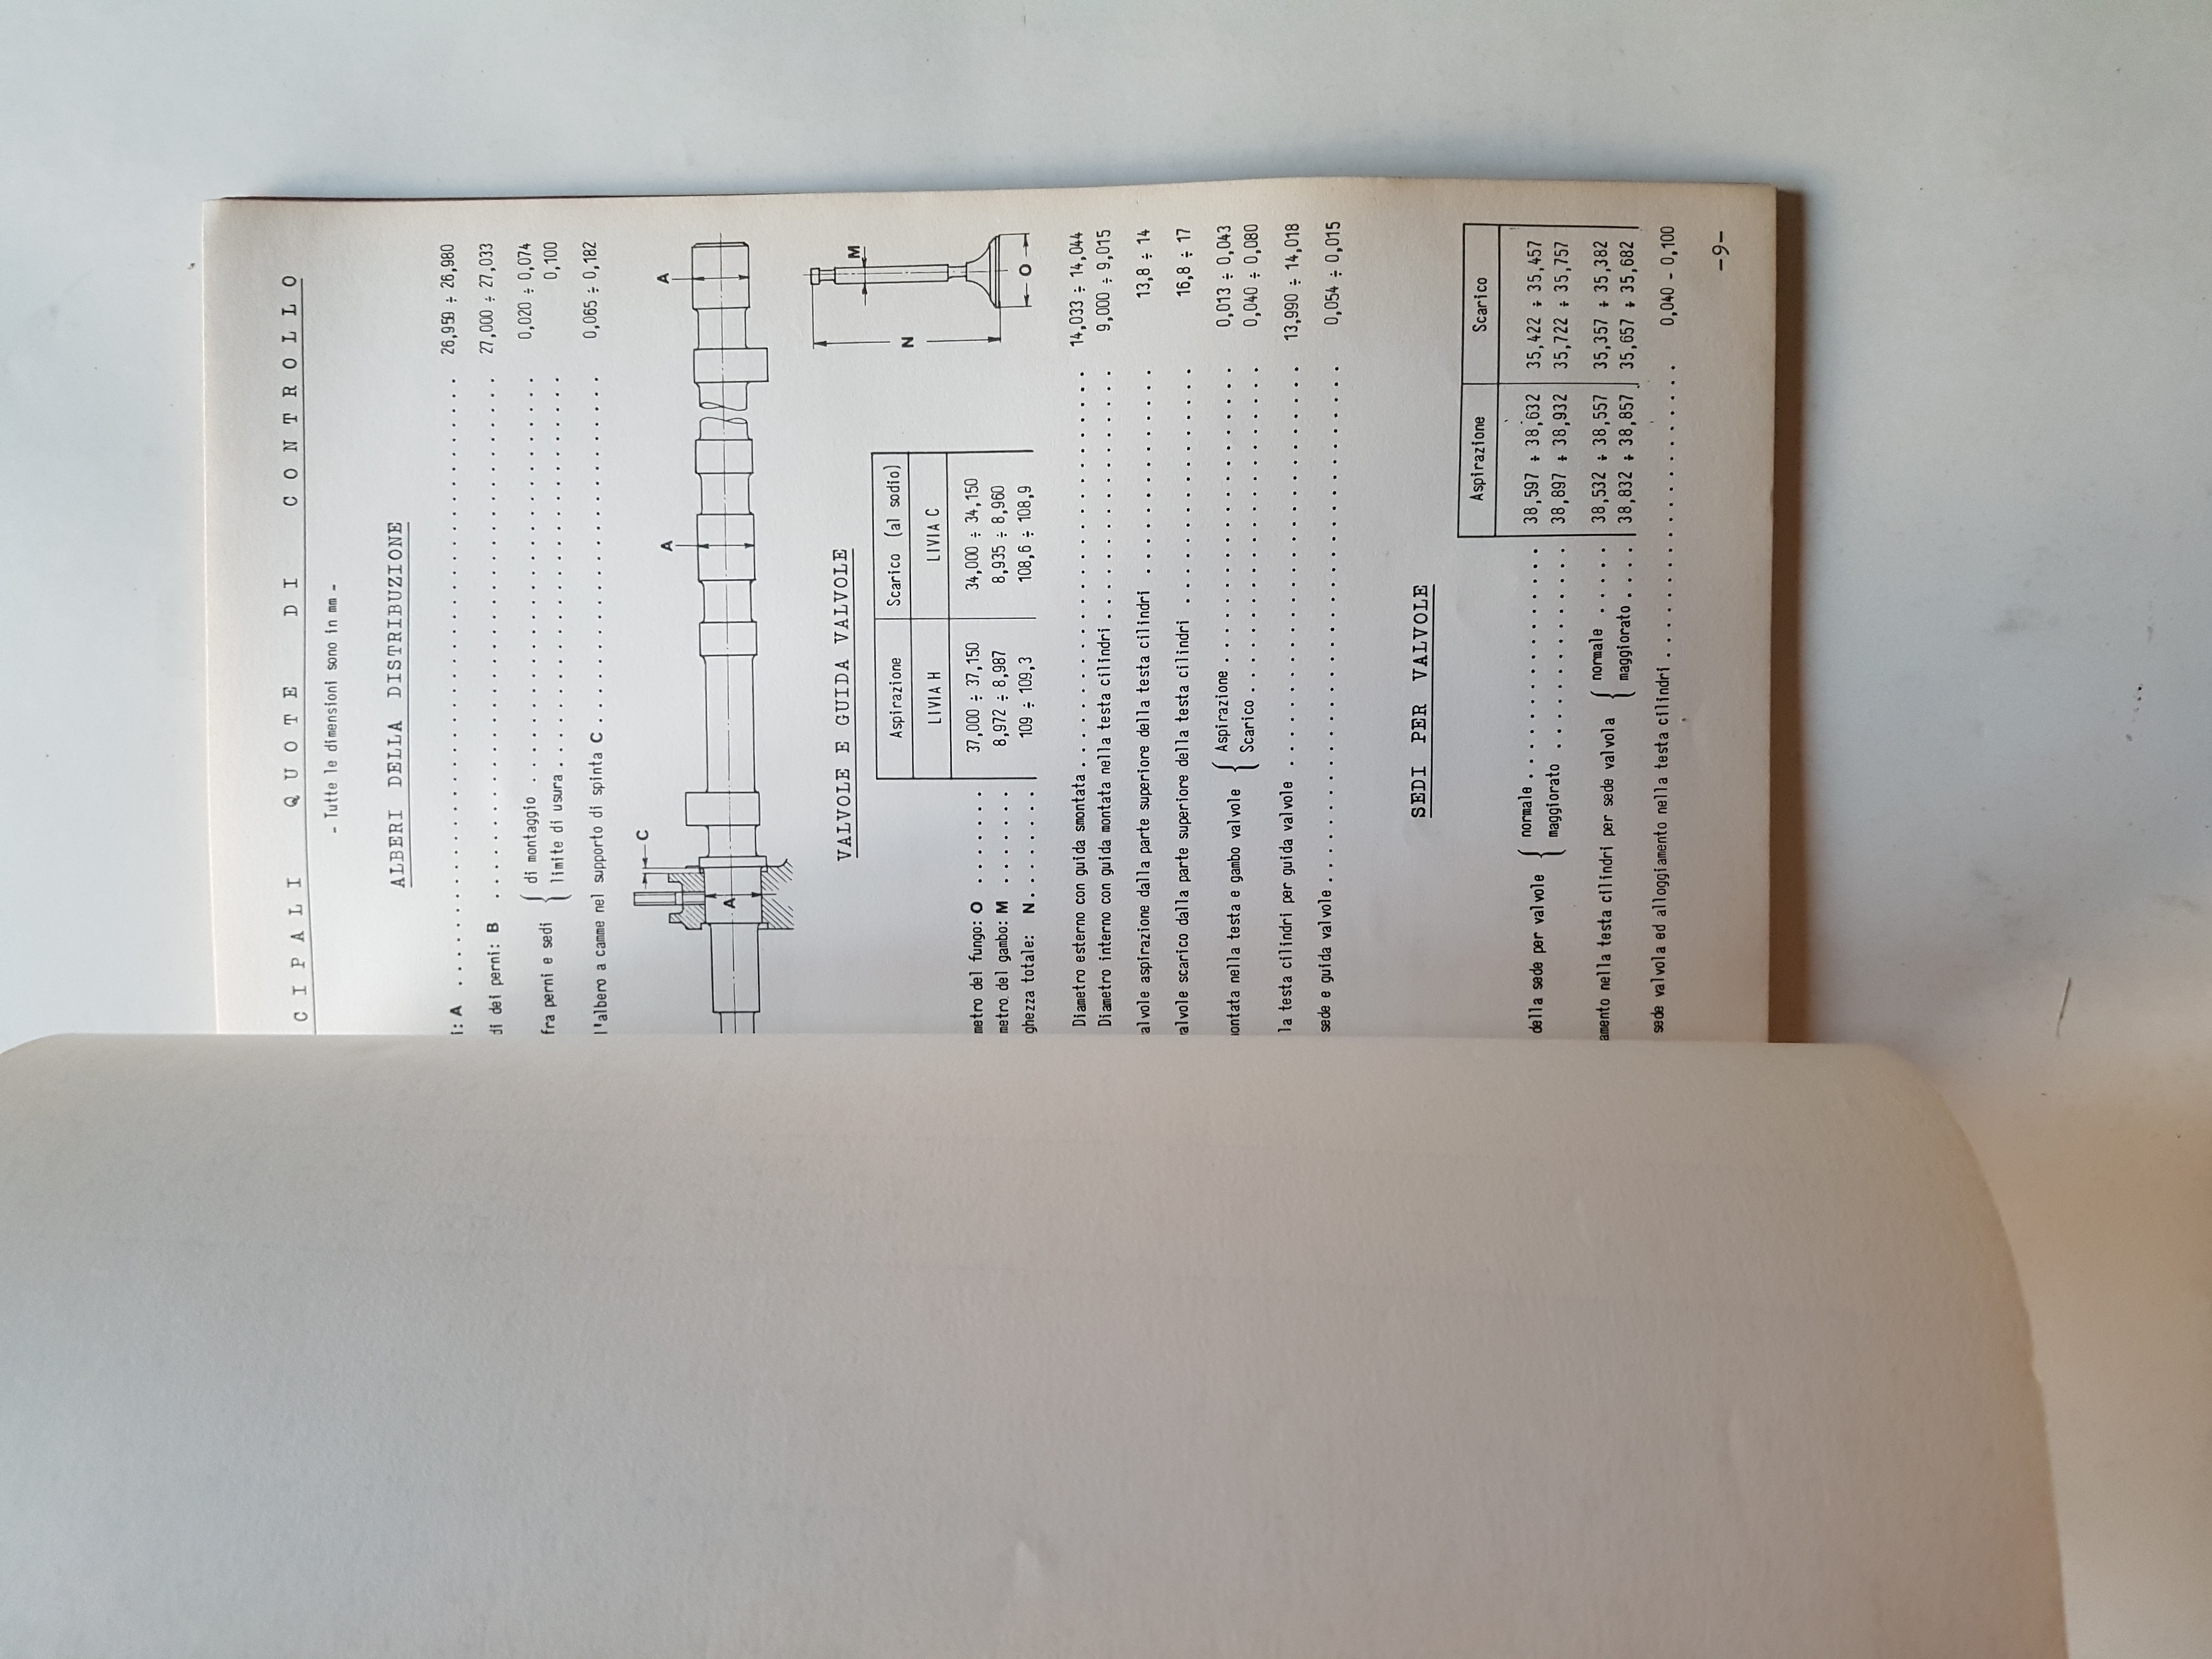 CIPALI QUOTE DI CONTROLLO
- Tutte le dimensioni sono in mm -
ALBERI DELLA DISTRIBUZIONE
i: A . . . . . . . . . . 26,959 ÷ 26,980
di dei perni: B . . . . . . . . . . 27,000 ÷ 27,033
fra perni e sedi { di montaggio . . . . . . . . . . 0,020 ÷ 0,074
limite di usura . . . . . . . . . . 0,100
l'albero a camme nel supporto di spinta C . . . . . . . . . . 0,065 ÷ 0,182
C
A A A
VALVOLE E GUIDA VALVOLE
M
N
O
Aspirazione Scarico (al sodio)
LIVIA H LIVIA C
metro del fungo: O . . . . . . . 37,000 ÷ 37,150 34,000 ÷ 34,150
metro del gambo: M . . . . . . . 8,972 ÷ 8,987 8,935 ÷ 8,960
ghezza totale: N . . . . . . . 109 ÷ 109,3 108,6 ÷ 108,9
Diametro esterno con guida smontata . . . . . . . . . . 14,033 ÷ 14,044
Diametro interno con guida montata nella testa cilindri . . . . . . . . . . 9,000 ÷ 9,015
alvole aspirazione dalla parte superiore della testa cilindri . . . . . . . . . . 13,8 ÷ 14
alvole scarico dalla parte superiore della testa cilindri . . . . . . . . . . 16,8 ÷ 17
ontata nella testa e gambo valvole { Aspirazione . . . . . . . . . . 0,013 ÷ 0,043
Scarico . . . . . . . . . . 0,040 ÷ 0,080
la testa cilindri per guida valvole . . . . . . . . . . 13,990 ÷ 14,018
sede e guida valvole . . . . . . . . . . 0,054 ÷ 0,015
SEDI PER VALVOLE
Aspirazione Scarico
della sede per valvole { normale . . . . . . . . . . 38,597 ÷ 38,632 35,422 ÷ 35,457
maggiorato . . . . . . . . . . 38,897 ÷ 38,932 35,722 ÷ 35,757
amento nella testa cilindri per sede valvola { normale . . . . . 38,532 ÷ 38,557 35,357 ÷ 35,382
maggiorato . . . . 38,832 ÷ 38,857 35,657 ÷ 35,682
sede valvola ed alloggiamento nella testa cilindri . . . . . . . . . . 0,040 - 0,100
-9-